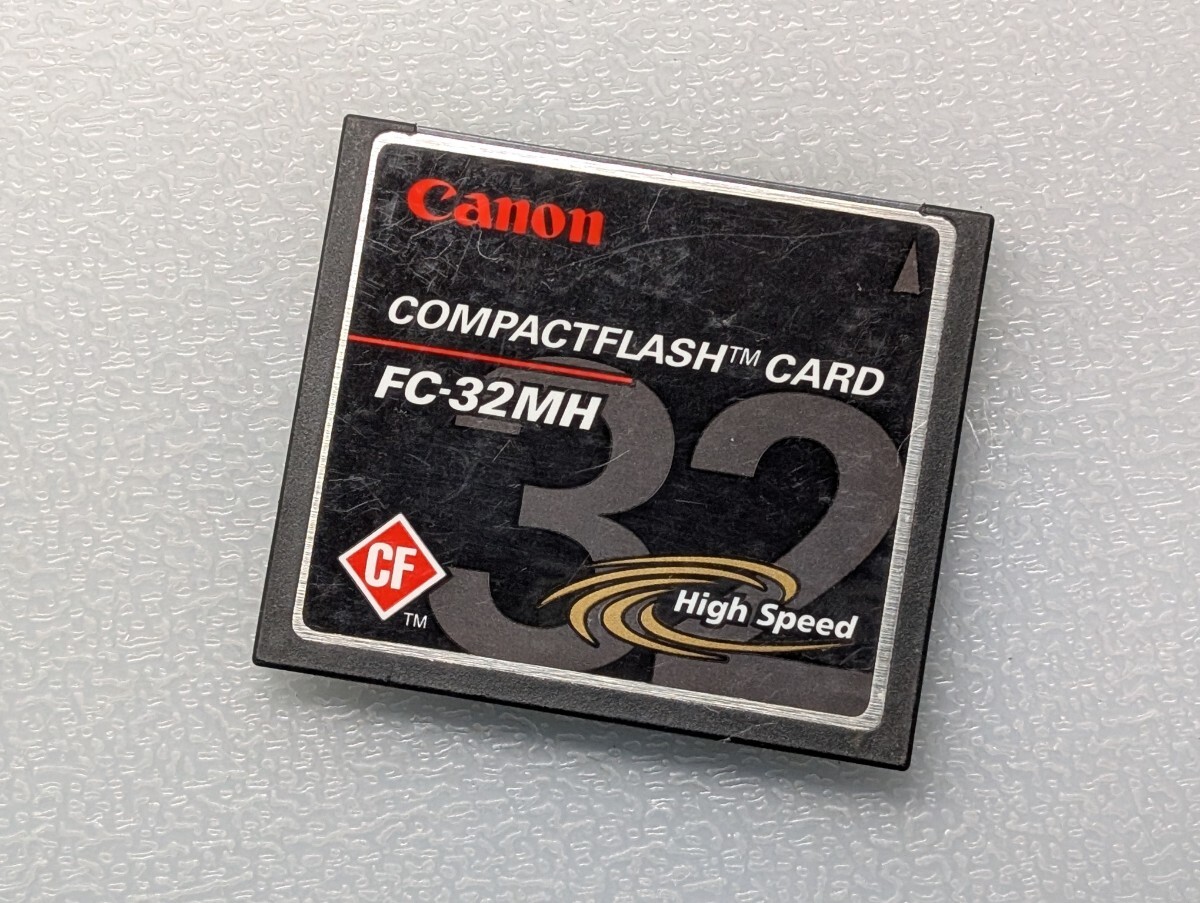 Canon
COMPACTFLASH™ CARD
FC-32MH
32
CF
TM
High Speed